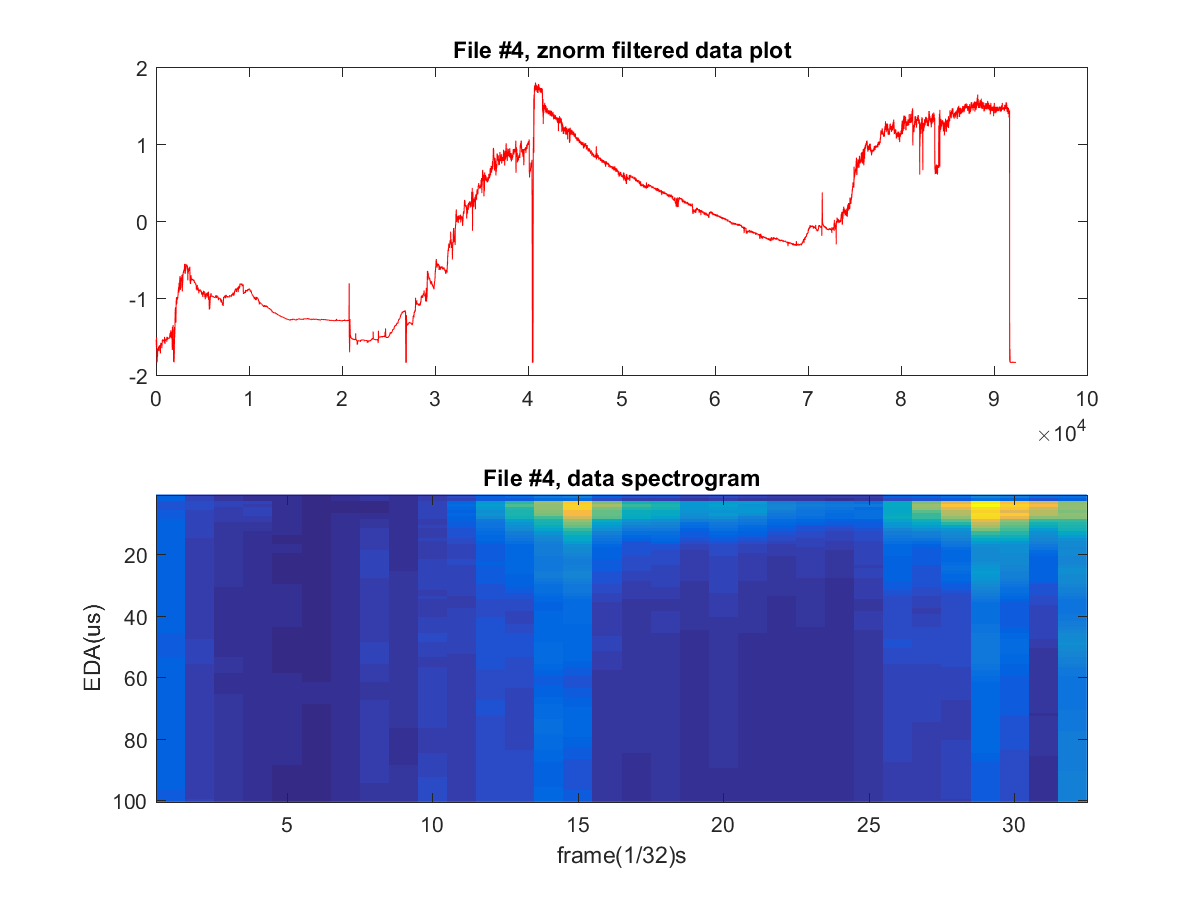 File #4, znorm filtered data plot
2
1
0
-1
-2
0 1 2 3 4 5 6 7 8 9 10
×10^4
File #4, data spectrogram
20
40
60
80
100
EDA(us)
5 10 15 20 25 30
frame(1/32)s